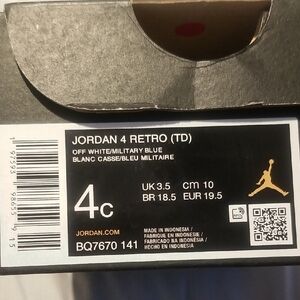 JORDAN 4 RETRO (TD)
OFF WHITE/MILITARY BLUE
BLANC CASSE/BLEU MILITAIRE
4C
UK 3.5 CM 10
BR 18.5 EUR 19.5
JORDAN.COM
BQ7670 141
MADE IN INDONESIA /
FABRIQUE EN INDONESIE /
FABRICADO NA INDONESIA /
HECHO EN INDONESIA